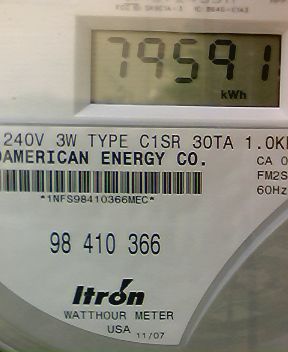 79591
kWh
240V 3W TYPE C1SR 30TA 1.0K
AMERICAN ENERGY CO.
CA 0
FM2S
60Hz
*1NFS98410366MEC*
98 410 366
Itron
WATTHOUR METER
USA 11/07